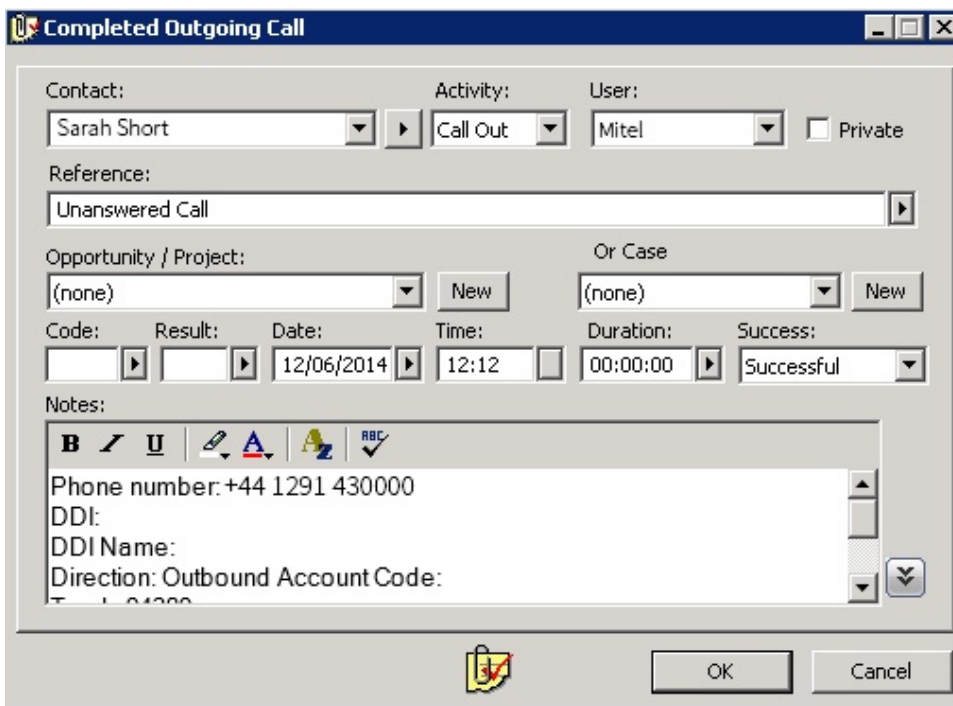 Completed Outgoing Call
Contact: Activity: User:
Sarah Short Call Out Mitel Private
Reference:
Unanswered Call
Opportunity / Project: Or Case
(none) New (none) New
Code: Result: Date: Time: Duration: Success:
12/06/2014 12:12 00:00:00 Successful
Notes:
B I U A A Z ABC
Phone number: +44 1291 430000
DDI:
DDI Name:
Direction: Outbound Account Code:
OK Cancel